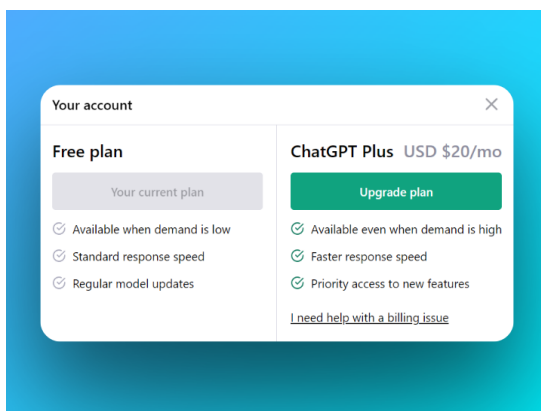 Your account
Free plan
Your current plan
Available when demand is low
Standard response speed
Regular model updates
ChatGPT Plus USD $20/mo
Upgrade plan
Available even when demand is high
Faster response speed
Priority access to new features
I need help with a billing issue